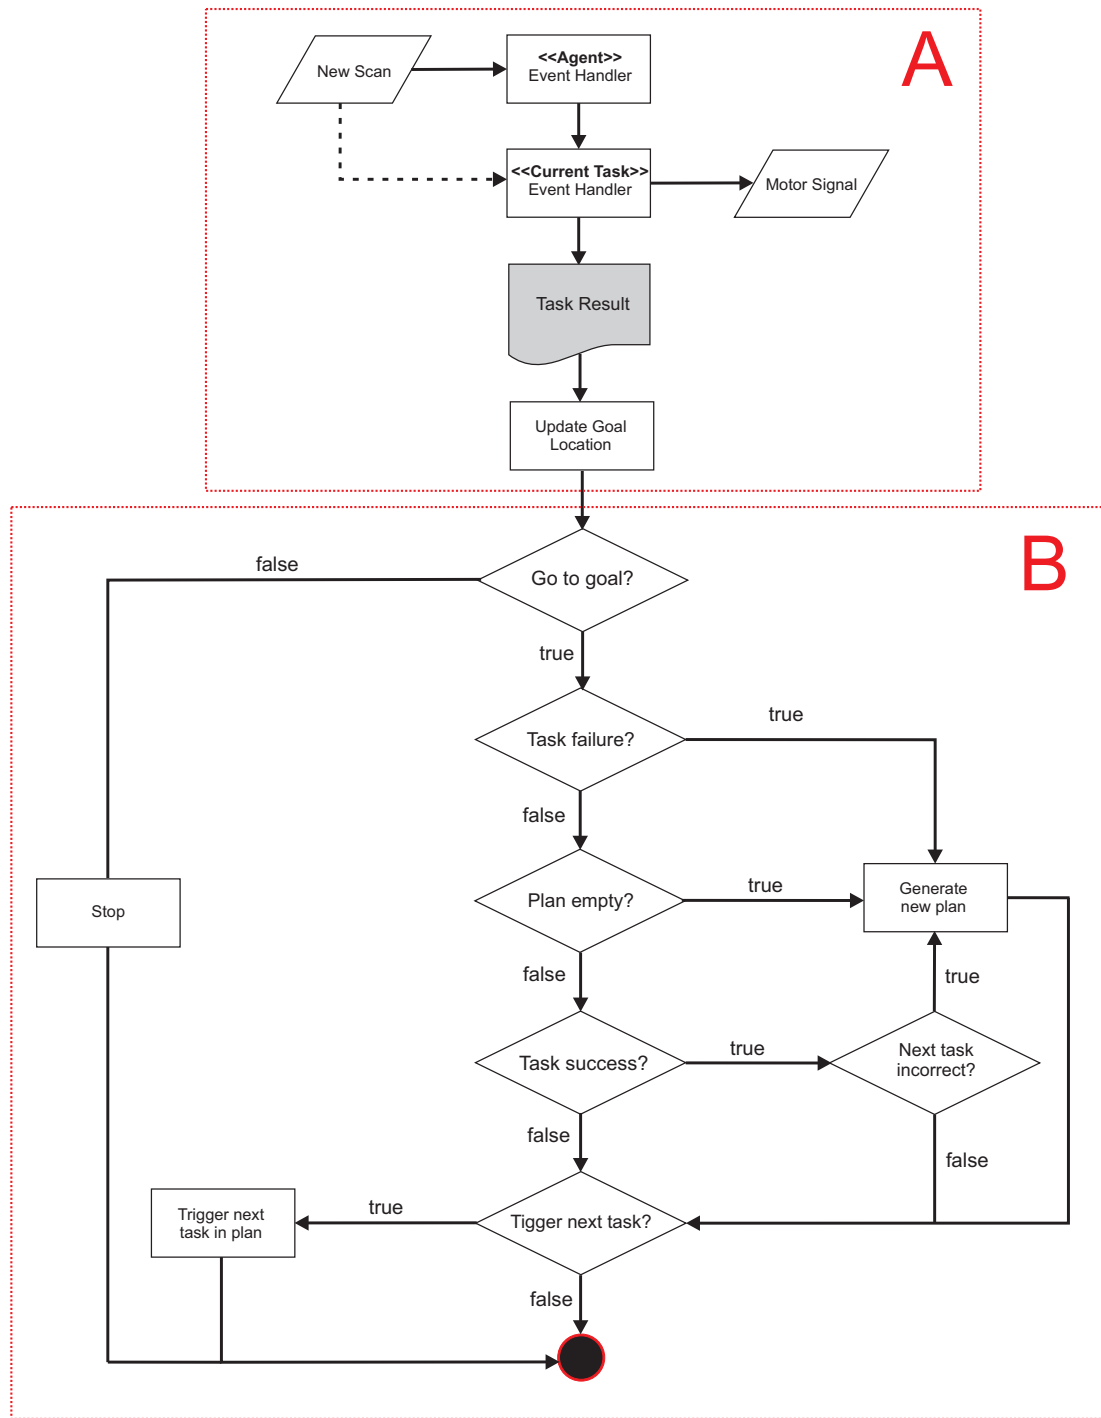 A
New Scan
<<Agent>>
Event Handler
<<Current Task>>
Event Handler
Motor Signal
Task Result
Update Goal
Location
B
false
Go to goal?
true
Task failure?
true
false
Plan empty?
true
Generate
new plan
Stop
false
true
Task success?
true
Next task
incorrect?
false
false
Trigger next
task in plan
true
Tigger next task?
false